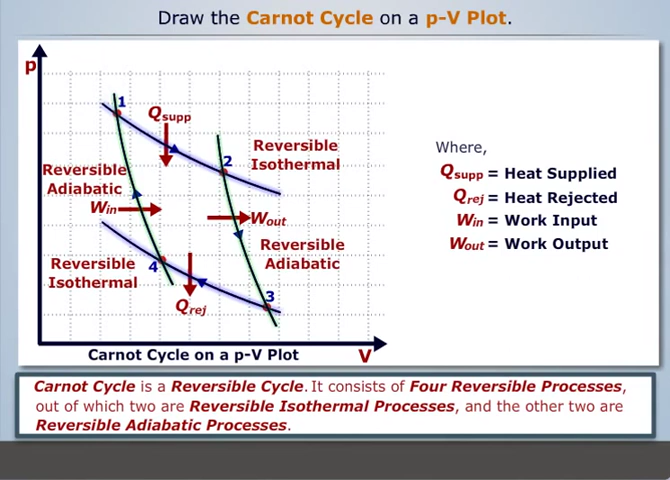 Draw the Carnot Cycle on a p-V Plot.
p
1
Qsupp
2
Reversible
Isothermal
Reversible
Adiabatic
Win
Wout
Reversible
Adiabatic
Reversible
Isothermal
4
3
Qrej
Carnot Cycle on a p-V Plot
V
Where,
Qsupp = Heat Supplied
Qrej = Heat Rejected
Win = Work Input
Wout = Work Output
Carnot Cycle is a Reversible Cycle. It consists of Four Reversible Processes,
out of which two are Reversible Isothermal Processes, and the other two are
Reversible Adiabatic Processes.